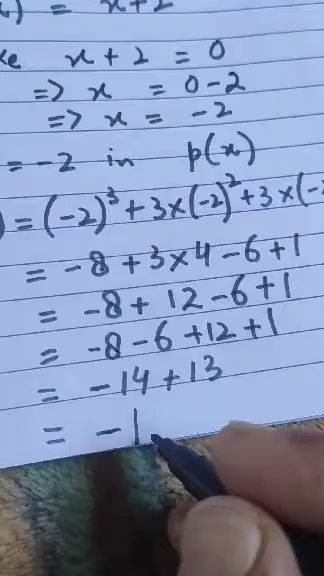 ) = x+2
x + 2 = 0
=> x = 0 - 2
=> x = -2
= -2 in p(x)
) = (-2)³ + 3×(-2)² + 3×(-
= -8 + 3×4 - 6 + 1
= -8 + 12 - 6 + 1
= -8 - 6 + 12 + 1
= -14 + 13
= -1